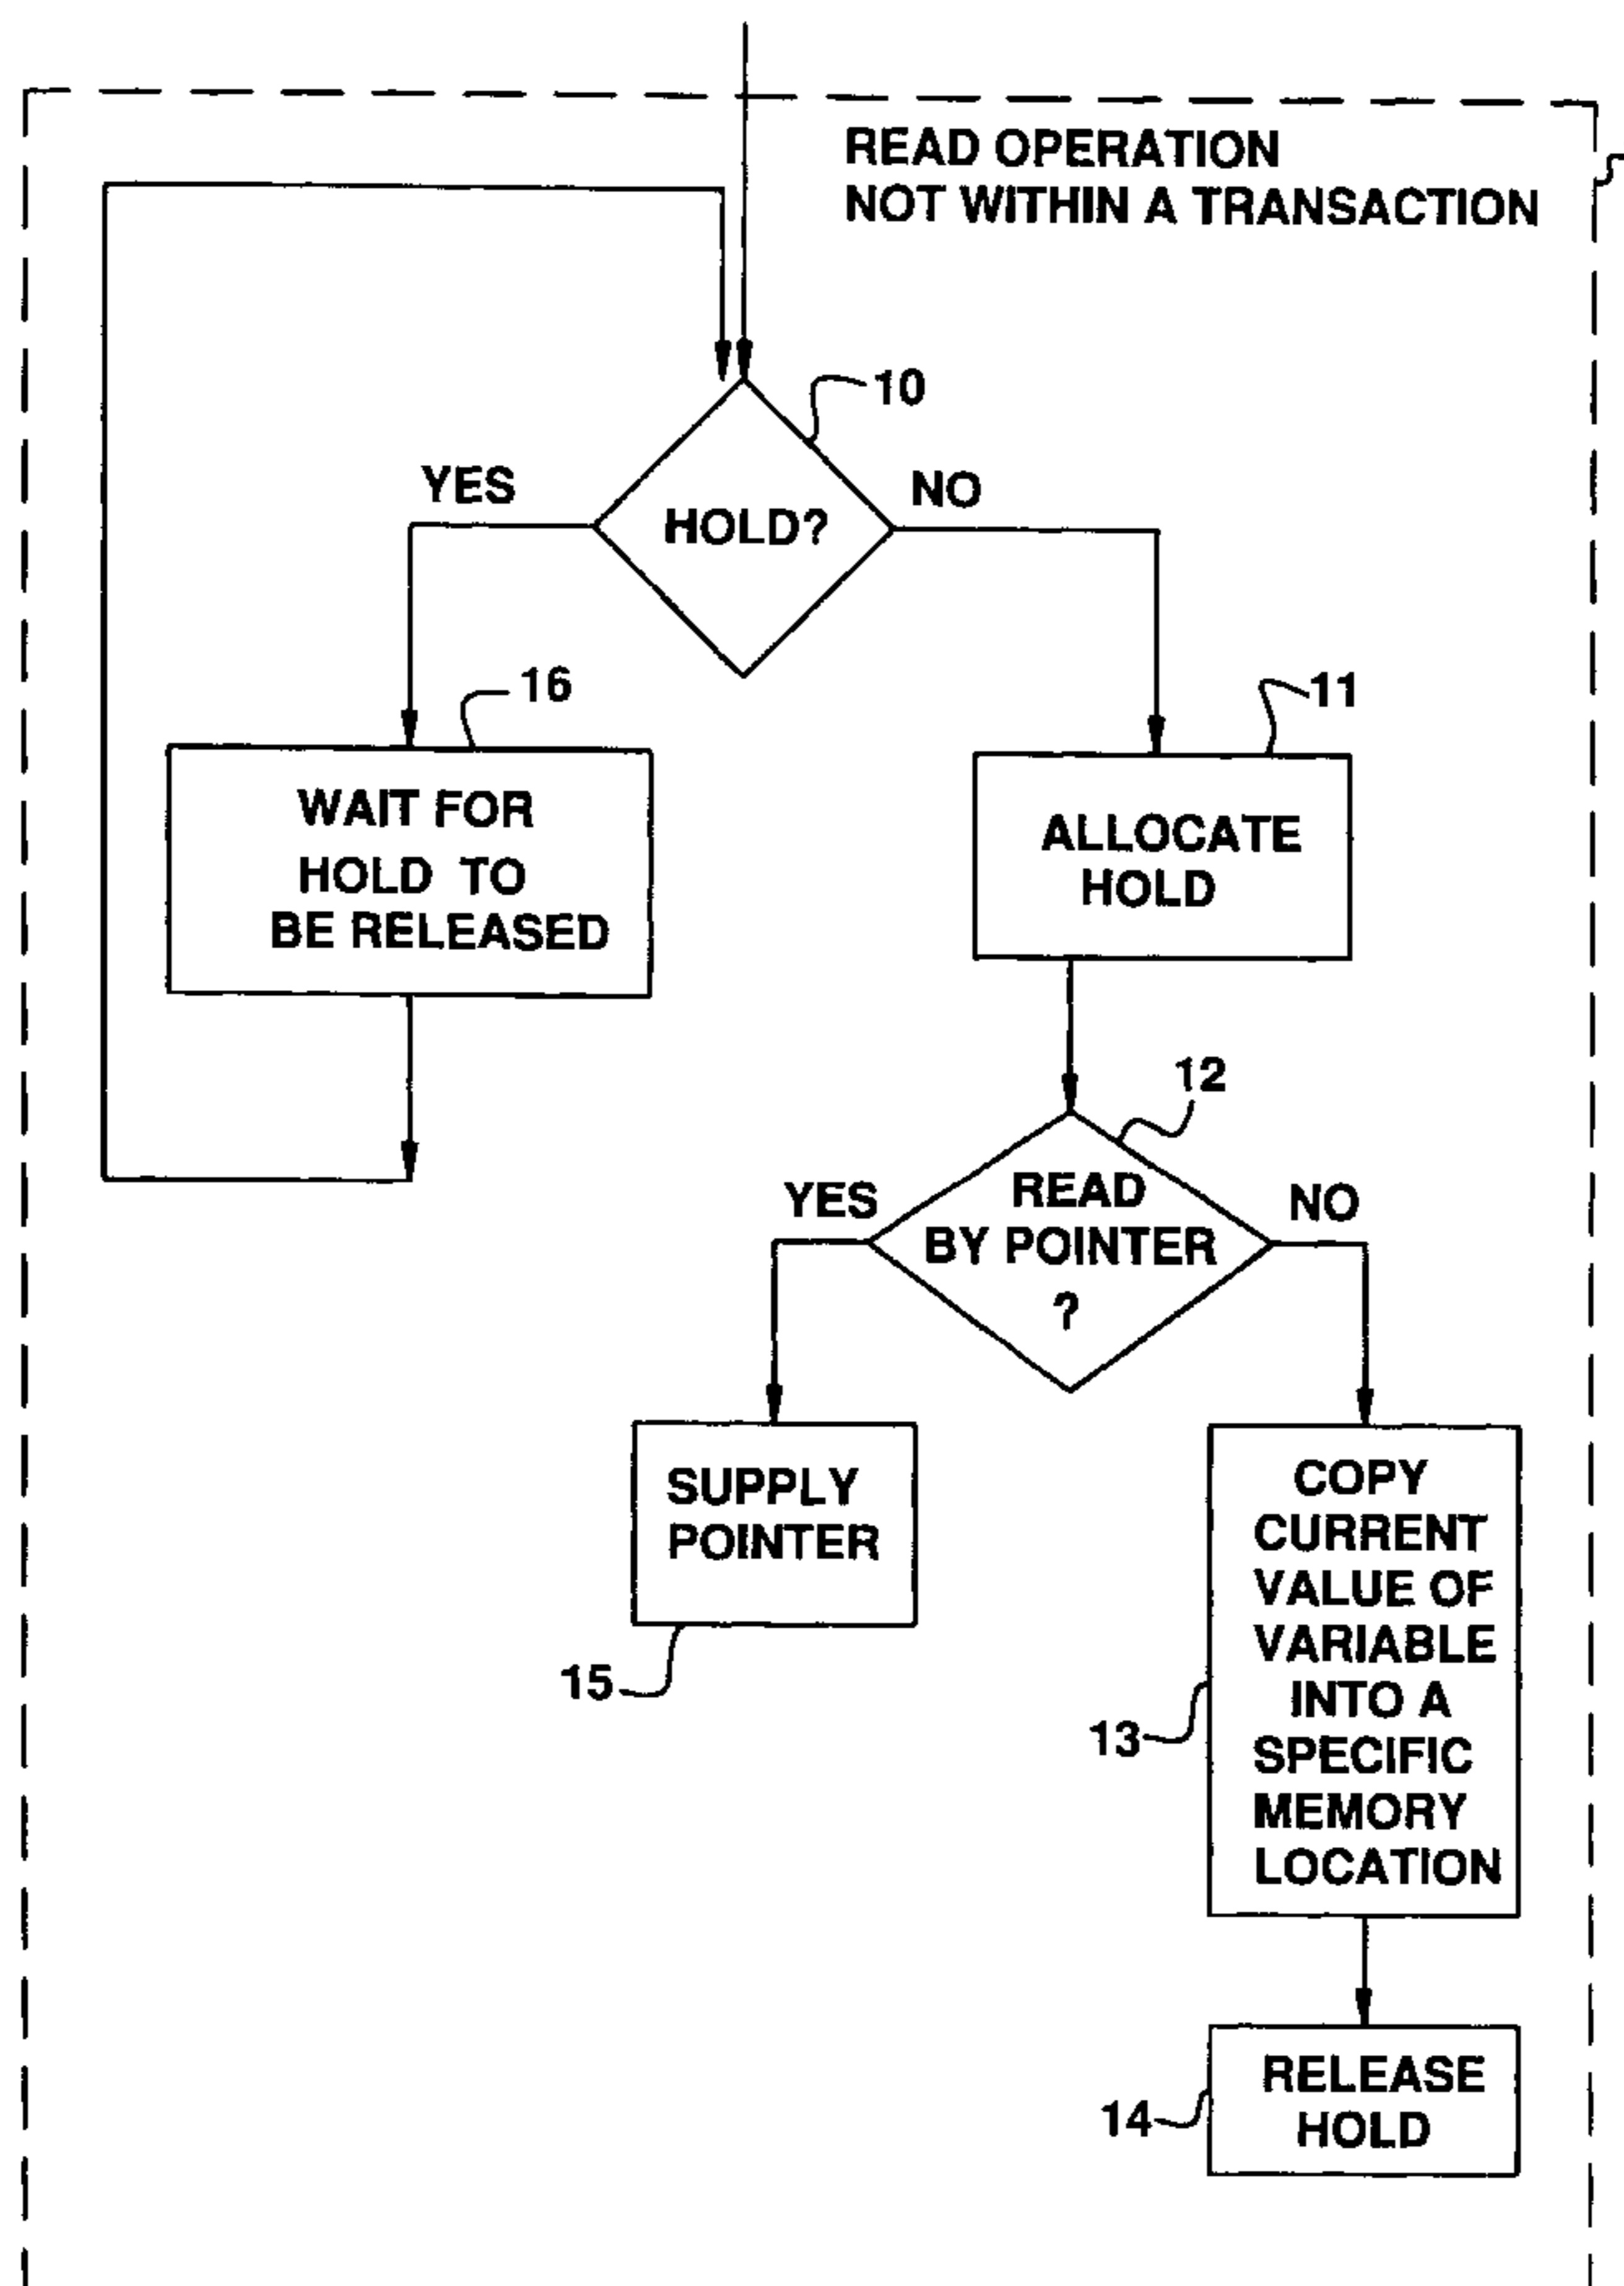 READ OPERATION
NOT WITHIN A TRANSACTION
10
YES
NO
HOLD?
16
11
WAIT FOR
HOLD TO
BE RELEASED
ALLOCATE
HOLD
12
YES
NO
READ
BY POINTER
?
SUPPLY
POINTER
15
COPY
CURRENT
VALUE OF
VARIABLE
INTO A
SPECIFIC
MEMORY
LOCATION
13
RELEASE
HOLD
14